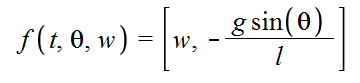 f(t, θ, w) = [w, - g sin(θ) / l]